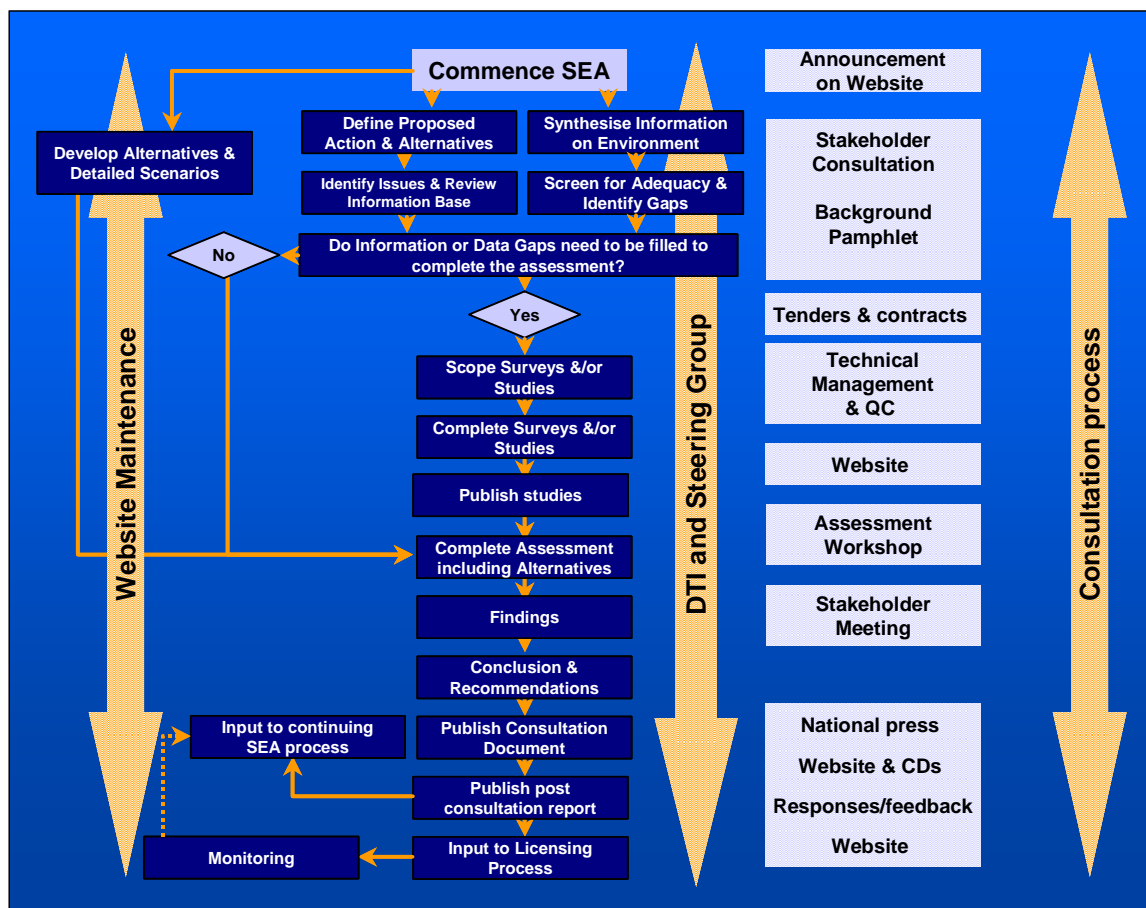 Commence SEA
Announcement
on Website
Define Proposed
Action & Alternatives
Synthesise Information
on Environment
Develop Alternatives &
Detailed Scenarios
Stakeholder
Consultation
Background
Pamphlet
Identify Issues & Review
Information Base
Screen for Adequacy &
Identify Gaps
Do Information or Data Gaps need to be filled to
complete the assessment?
No
Yes
Tenders & contracts
Scope Surveys &/or
Studies
Technical
Management
& QC
Complete Surveys &/or
Studies
Website
Publish studies
Assessment
Workshop
Complete Assessment
including Alternatives
Findings
Stakeholder
Meeting
Conclusion &
Recommendations
Input to continuing
SEA process
Publish Consultation
Document
National press
Website & CDs
Responses/feedback
Website
Publish post
consultation report
Monitoring
Input to Licensing
Process
Website Maintenance
DTI and Steering Group
Consultation process